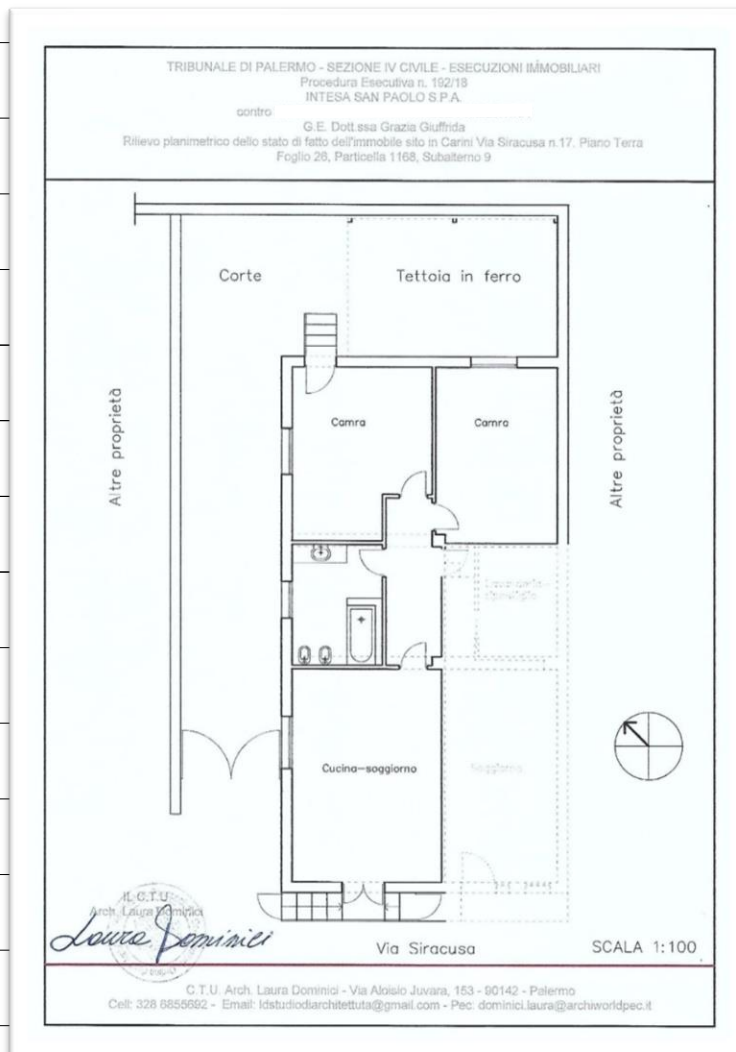 TRIBUNALE DI PALERMO - SEZIONE IV CIVILE - ESECUZIONI IMMOBILIARI
Procedura Esecutiva n. 192/18
INTESA SAN PAOLO S.P.A.
contro
G.E. Dott.ssa Grazia Giuffrida
Rilievo planimetrico dello stato di fatto dell'immobile sito in Carini Via Siracusa n.17. Piano Terra
Foglio 26, Particella 1168, Subalterno 9
Corte
Tettoia in ferro
Altre proprietà
Camra
Camra
Altre proprietà
Lavanderia-
ripostiglio
Cucina-soggiorno
Soggiorno
IL C.T.U.
Arch. Laura Dominici
Laura Dominici
Via Siracusa
SCALA 1:100
C.T.U. Arch. Laura Dominici - Via Aloisio Juvara, 153 - 90142 - Palermo
Cell: 328 6855692 - Email: ldstudiodiarchitettuta@gmail.com - Pec: dominici.laura@archiworldpec.it